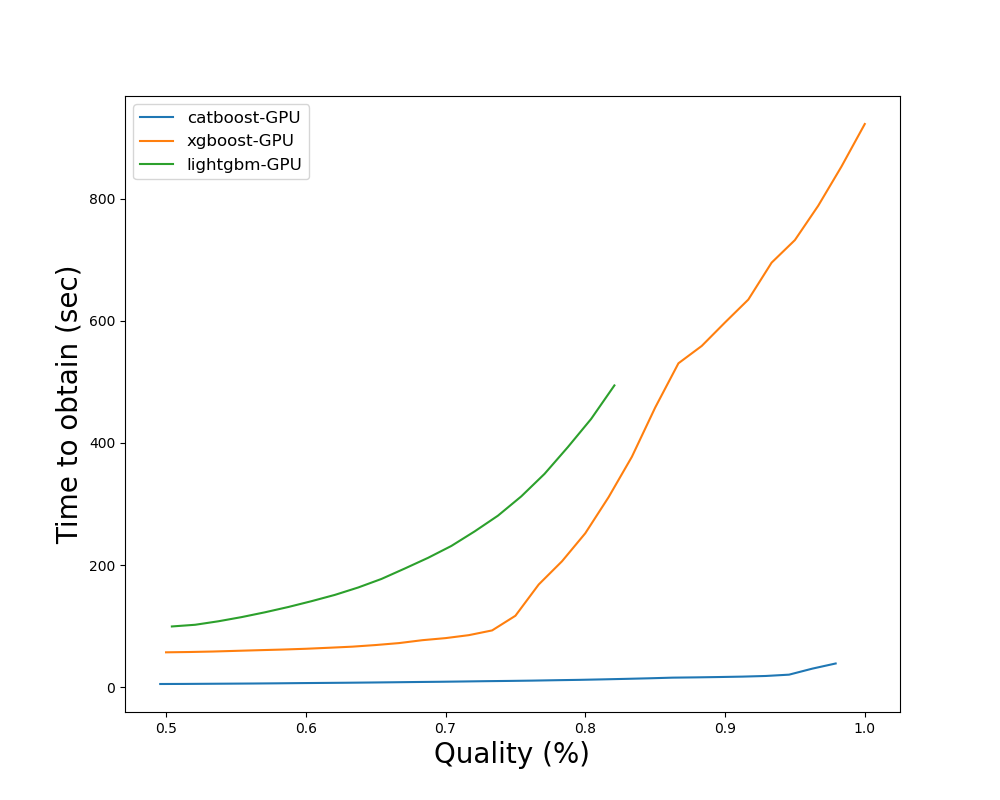 catboost-GPU
xgboost-GPU
lightgbm-GPU
800
600
400
200
0
Time to obtain (sec)
0.5 0.6 0.7 0.8 0.9 1.0
Quality (%)